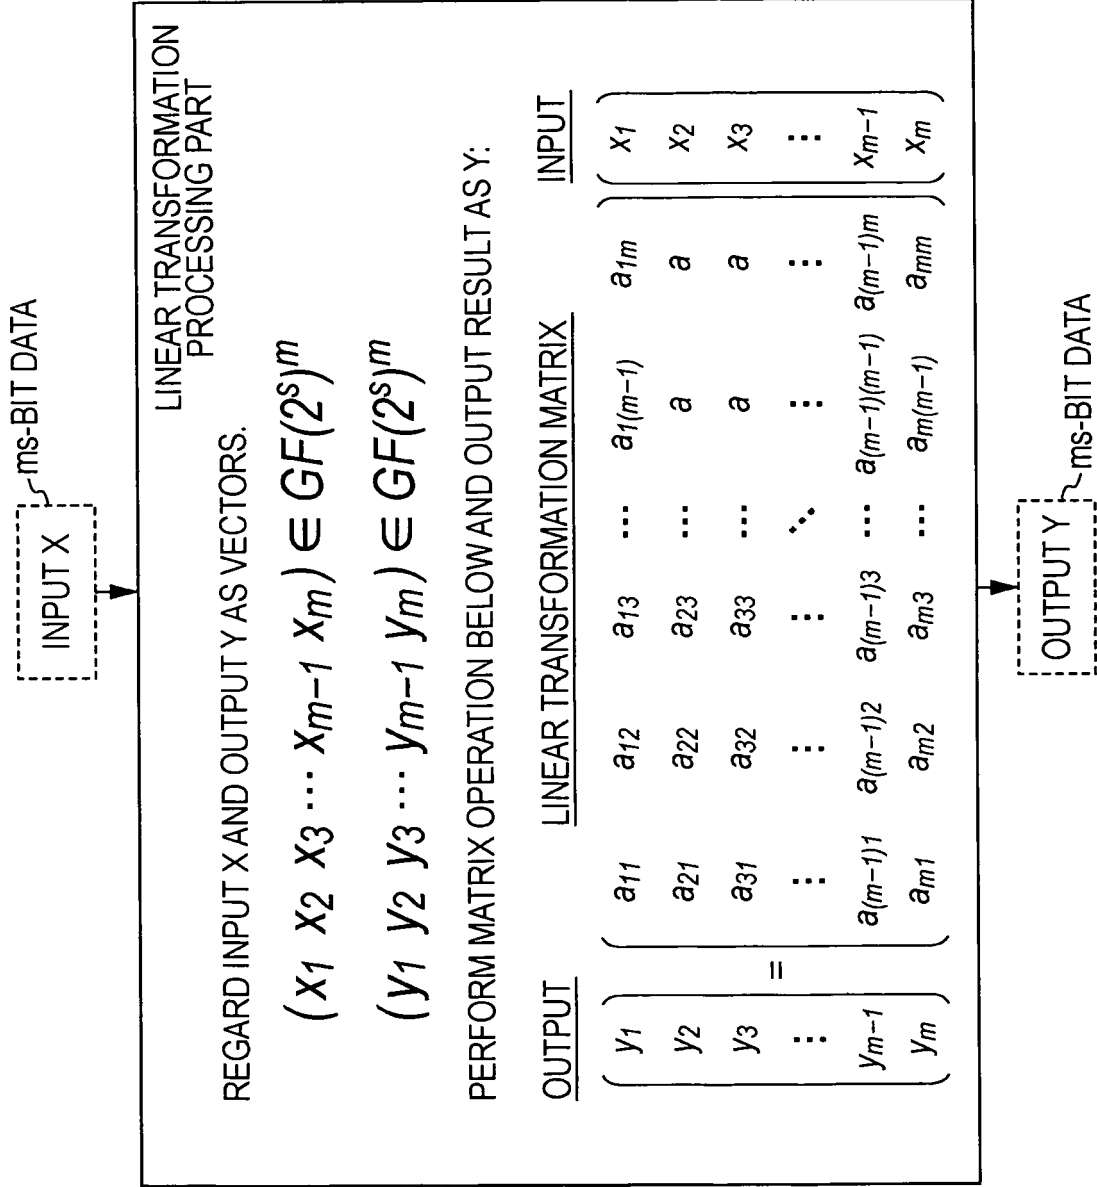 INPUT X
ms-BIT DATA
LINEAR TRANSFORMATION
PROCESSING PART
REGARD INPUT X AND OUTPUT Y AS VECTORS.
(x1 x2 x3 ··· xm−1 xm) ∈ GF(2^s)^m
(y1 y2 y3 ··· ym−1 ym) ∈ GF(2^s)^m
PERFORM MATRIX OPERATION BELOW AND OUTPUT RESULT AS Y:
OUTPUT LINEAR TRANSFORMATION MATRIX INPUT
y1 a11 a12 a13 ··· a1(m−1) a1m x1
y2 a21 a22 a23 ··· a a x2
y3 = a31 a32 a33 ··· a a x3
⋮ ⋮ ⋮ ⋮ ⋱ ⋮ ⋮ ⋮
ym−1 a(m−1)1 a(m−1)2 a(m−1)3 ··· a(m−1)(m−1) a(m−1)m xm−1
ym am1 am2 am3 ··· am(m−1) amm xm
OUTPUT Y
ms-BIT DATA